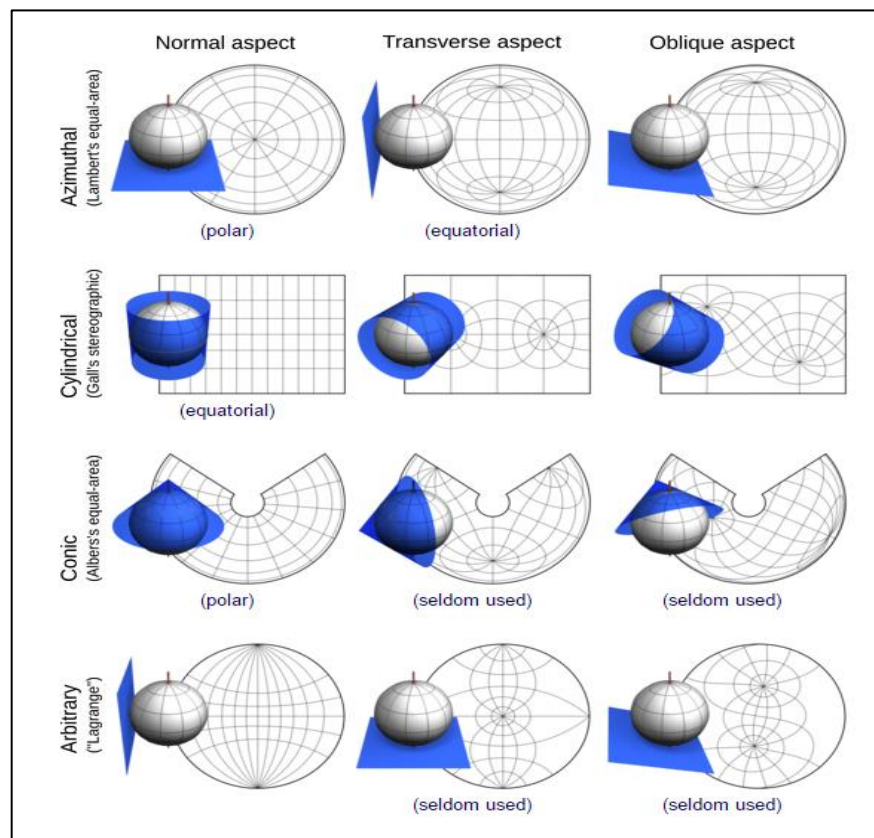 Normal aspect
Transverse aspect
Oblique aspect
Azimuthal
(Lambert's equal-area)
(polar)
(equatorial)
Cylindrical
(Gall's stereographic)
(equatorial)
Conic
(Albers's equal-area)
(polar)
(seldom used)
(seldom used)
Arbitrary
("Lagrange")
(seldom used)
(seldom used)